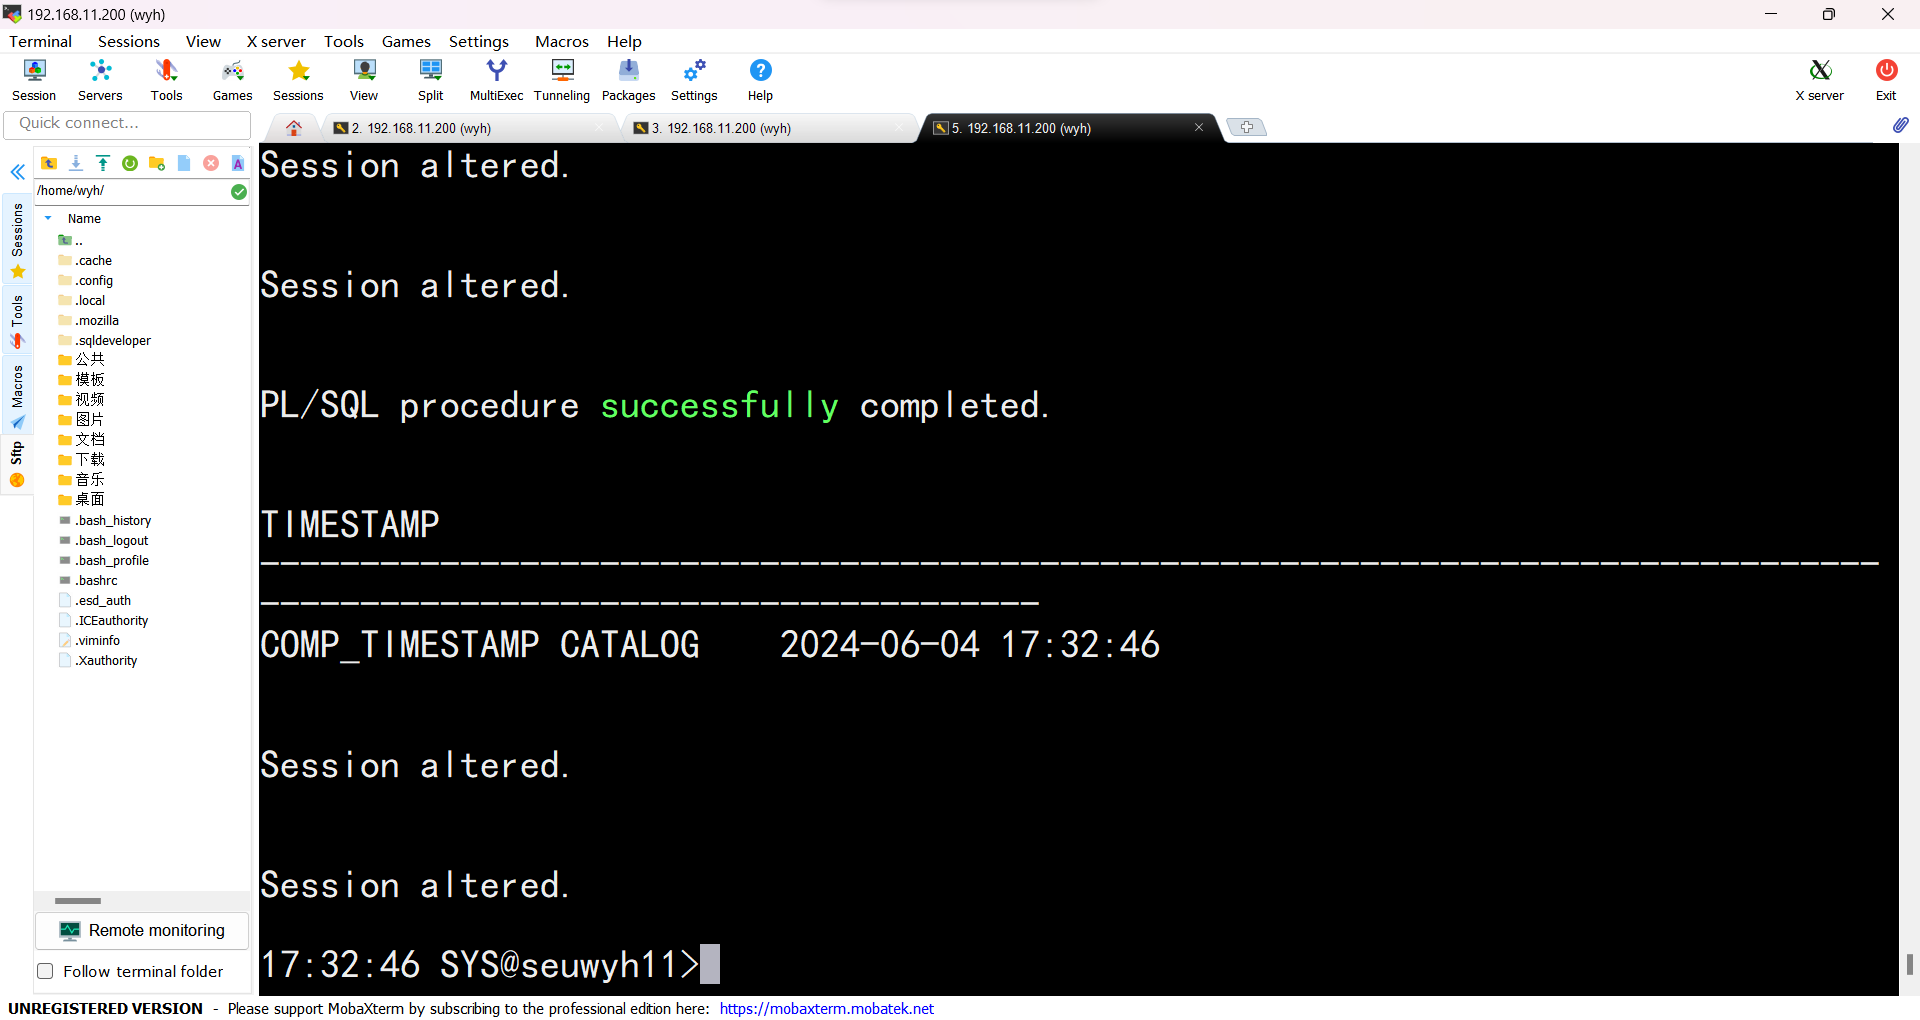 192.168.11.200 (wyh)
Terminal Sessions View X server Tools Games Settings Macros Help
Session Servers Tools Games Sessions View Split MultiExec Tunneling Packages Settings Help X server Exit
Quick connect...
2. 192.168.11.200 (wyh)
3. 192.168.11.200 (wyh)
5. 192.168.11.200 (wyh)
Sessions
Tools
Macros
Sftp
/home/wyh/
Name
..
.cache
.config
.local
.mozilla
.sqldeveloper
公共
模板
视频
图片
文档
下载
音乐
桌面
.bash_history
.bash_logout
.bash_profile
.bashrc
.esd_auth
.ICEauthority
.viminfo
.Xauthority
Remote monitoring
Follow terminal folder
Session altered.
Session altered.
PL/SQL procedure successfully completed.
TIMESTAMP
---------------------------------------------------------------------------------
---------------------------------------
COMP_TIMESTAMP CATALOG    2024-06-04 17:32:46
Session altered.
Session altered.
17:32:46 SYS@seuwyh11>
UNREGISTERED VERSION - Please support MobaXterm by subscribing to the professional edition here: https://mobaxterm.mobatek.net